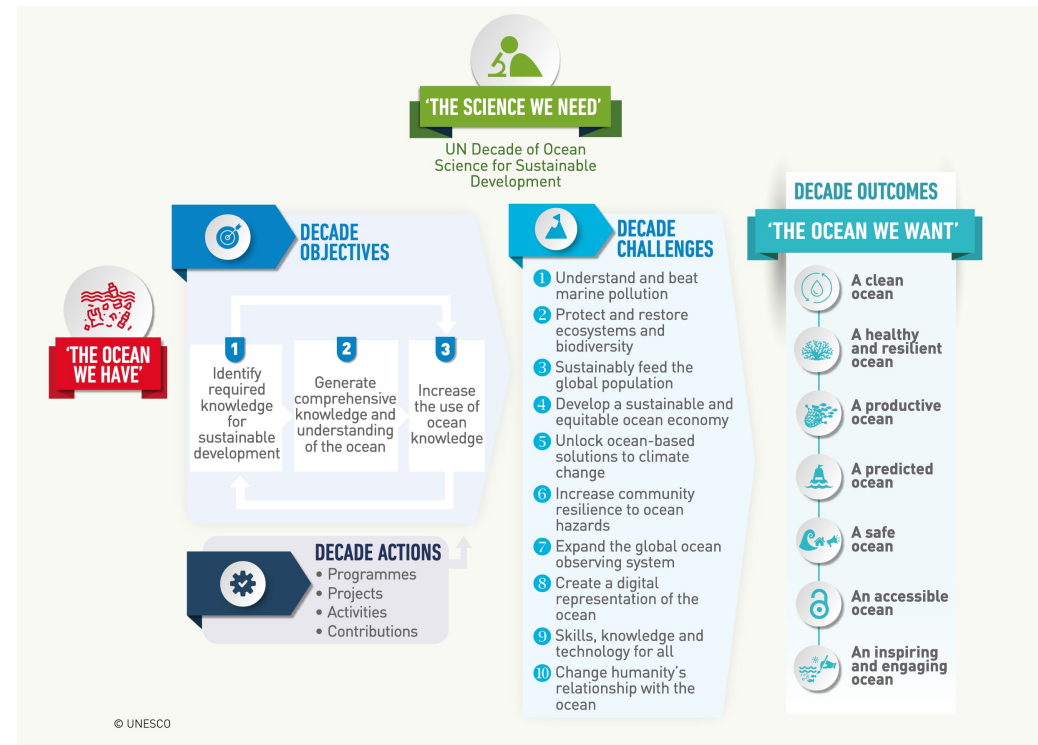 'THE SCIENCE WE NEED'
UN Decade of Ocean
Science for Sustainable
Development
'THE OCEAN
WE HAVE'
DECADE
OBJECTIVES
1
Identify
required
knowledge
for
sustainable
development
2
Generate
comprehensive
knowledge and
understanding
of the ocean
3
Increase
the use of
ocean
knowledge
DECADE ACTIONS
• Programmes
• Projects
• Activities
• Contributions
DECADE
CHALLENGES
1 Understand and beat
marine pollution
2 Protect and restore
ecosystems and
biodiversity
3 Sustainably feed the
global population
4 Develop a sustainable and
equitable ocean economy
5 Unlock ocean-based
solutions to climate
change
6 Increase community
resilience to ocean
hazards
7 Expand the global ocean
observing system
8 Create a digital
representation of the
ocean
9 Skills, knowledge and
technology for all
10 Change humanity's
relationship with the
ocean
DECADE OUTCOMES
'THE OCEAN WE WANT'
A clean
ocean
A healthy
and resilient
ocean
A productive
ocean
A predicted
ocean
A safe
ocean
An accessible
ocean
An inspiring
and engaging
ocean
© UNESCO